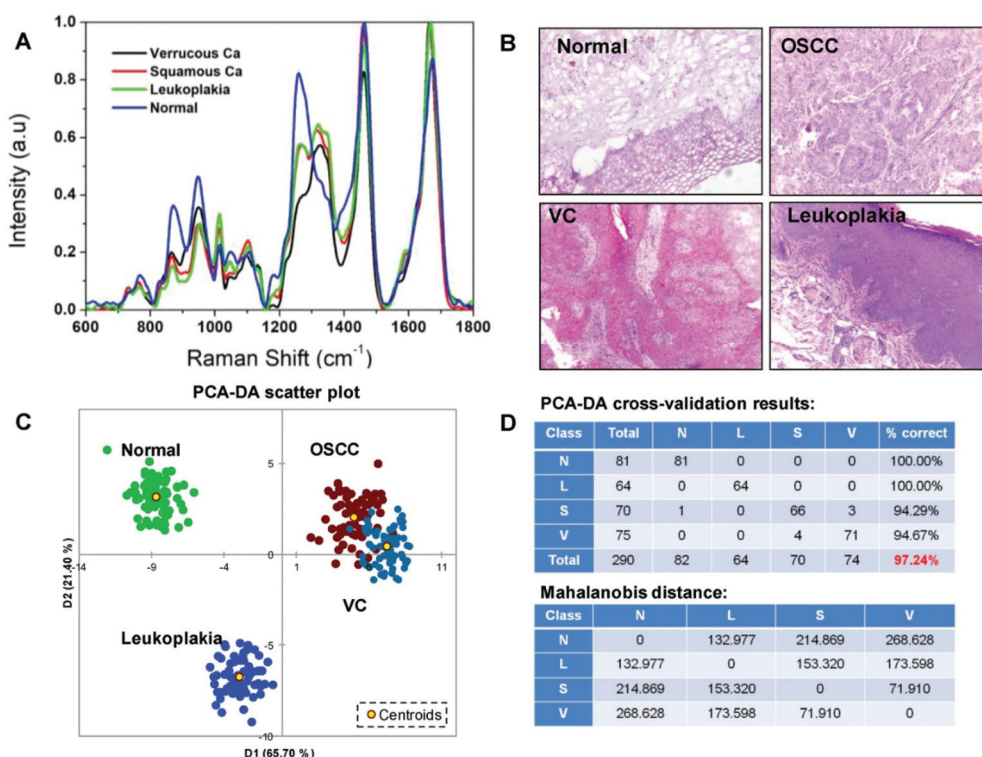 A
1.0
0.8
0.6
0.4
0.2
0.0
Intensity (a.u)
Verrucous Ca
Squamous Ca
Leukoplakia
Normal
600 800 1000 1200 1400 1600 1800
Raman Shift (cm⁻¹)
B
Normal
OSCC
VC
Leukoplakia
PCA-DA scatter plot
C
Normal
OSCC
VC
Leukoplakia
5
-14 -9 -4 1 6 11
-5
-10
D2 (21.40 %)
D1 (65.70 %)
Centroids
D
PCA-DA cross-validation results:
Class Total N L S V % correct
N 81 81 0 0 0 100.00%
L 64 0 64 0 0 100.00%
S 70 1 0 66 3 94.29%
V 75 0 0 4 71 94.67%
Total 290 82 64 70 74 97.24%
Mahalanobis distance:
Class N L S V
N 0 132.977 214.869 268.628
L 132.977 0 153.320 173.598
S 214.869 153.320 0 71.910
V 268.628 173.598 71.910 0